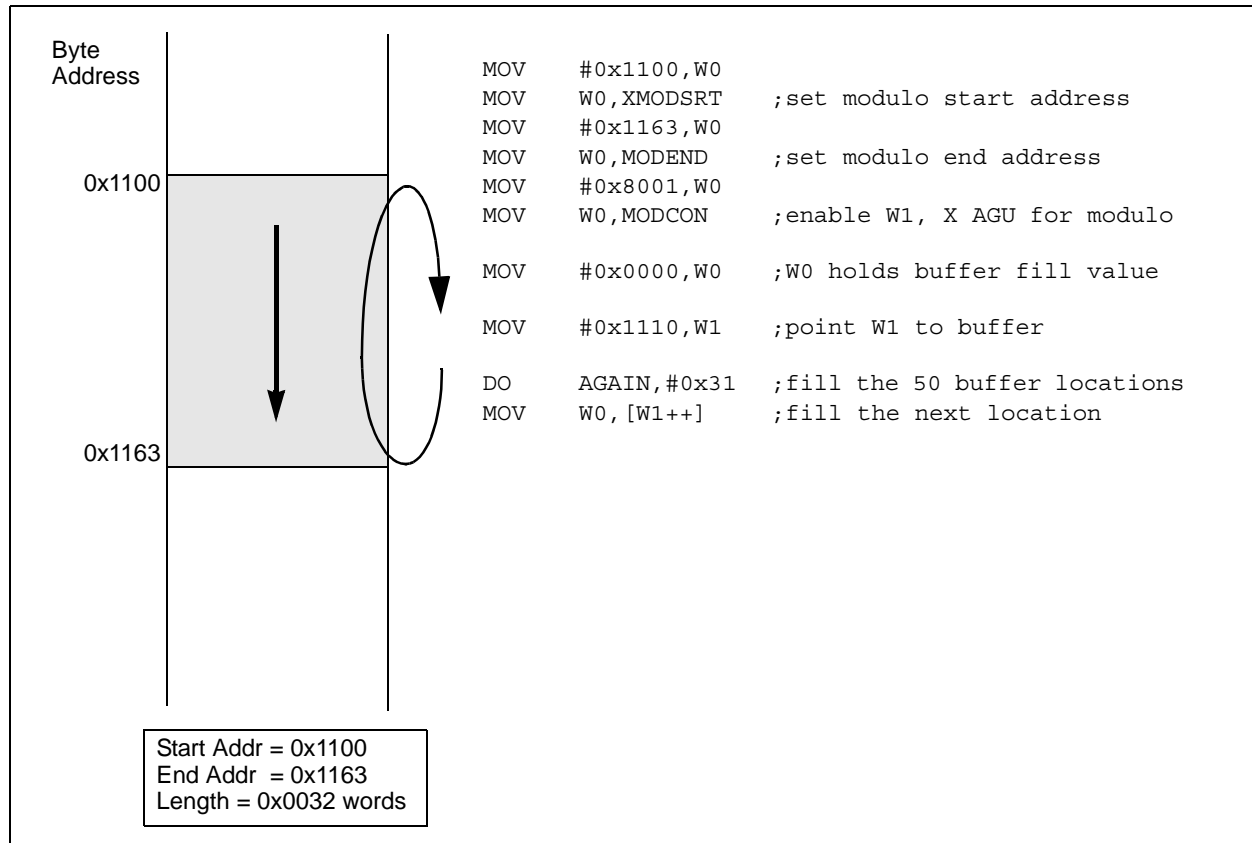 Byte
Address
0x1100
0x1163
MOV #0x1100,W0
MOV W0,XMODSRT ;set modulo start address
MOV #0x1163,W0
MOV W0,MODEND ;set modulo end address
MOV #0x8001,W0
MOV W0,MODCON ;enable W1, X AGU for modulo
MOV #0x0000,W0 ;W0 holds buffer fill value
MOV #0x1110,W1 ;point W1 to buffer
DO AGAIN,#0x31 ;fill the 50 buffer locations
MOV W0,[W1++] ;fill the next location
Start Addr = 0x1100
End Addr = 0x1163
Length = 0x0032 words